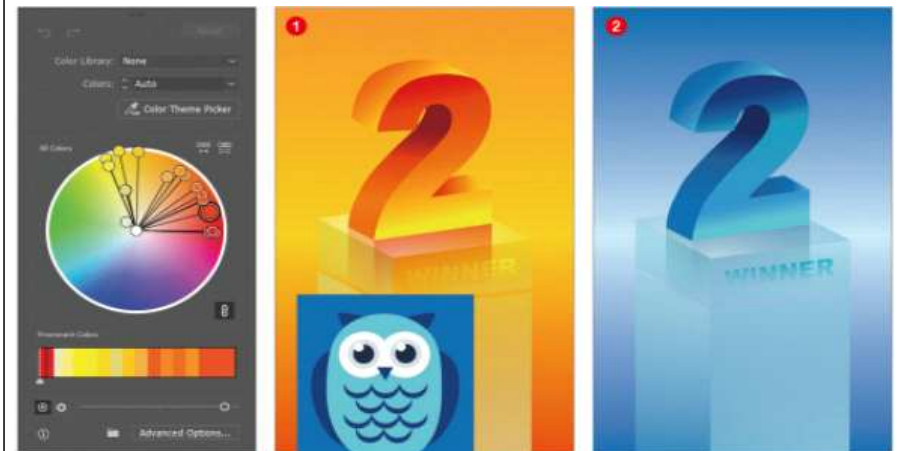 Reset
Color Library: None
Colors: Auto
Color Theme Picker
All Colors
Prominent Colors
Advanced Options...
1
2
WINNER
2
2
WINNER